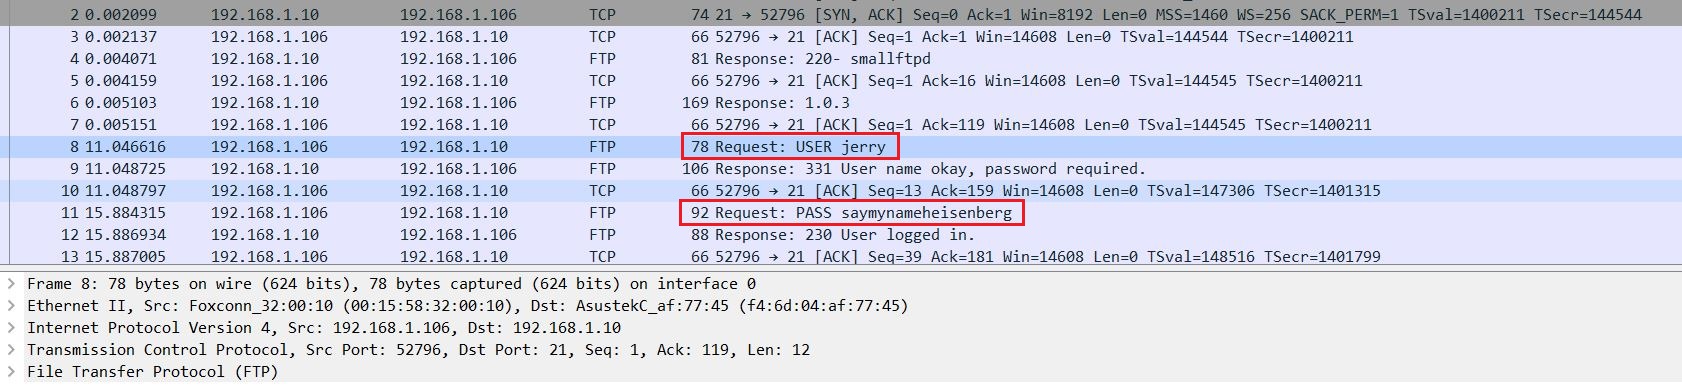 2 0.002099 192.168.1.10 192.168.1.106 TCP 74 21 → 52796 [SYN, ACK] Seq=0 Ack=1 Win=8192 Len=0 MSS=1460 WS=256 SACK_PERM=1 TSval=1400211 TSecr=144544
3 0.002137 192.168.1.106 192.168.1.10 TCP 66 52796 → 21 [ACK] Seq=1 Ack=1 Win=14608 Len=0 TSval=144544 TSecr=1400211
4 0.004071 192.168.1.10 192.168.1.106 FTP 81 Response: 220- smallftpd
5 0.004159 192.168.1.106 192.168.1.10 TCP 66 52796 → 21 [ACK] Seq=1 Ack=16 Win=14608 Len=0 TSval=144545 TSecr=1400211
6 0.005103 192.168.1.10 192.168.1.106 FTP 169 Response: 1.0.3
7 0.005151 192.168.1.106 192.168.1.10 TCP 66 52796 → 21 [ACK] Seq=1 Ack=119 Win=14608 Len=0 TSval=144545 TSecr=1400211
8 11.046616 192.168.1.106 192.168.1.10 FTP 78 Request: USER jerry
9 11.048725 192.168.1.10 192.168.1.106 FTP 106 Response: 331 User name okay, password required.
10 11.048797 192.168.1.106 192.168.1.10 TCP 66 52796 → 21 [ACK] Seq=13 Ack=159 Win=14608 Len=0 TSval=147306 TSecr=1401315
11 15.884315 192.168.1.106 192.168.1.10 FTP 92 Request: PASS saymynameheisenberg
12 15.886934 192.168.1.10 192.168.1.106 FTP 88 Response: 230 User logged in.
13 15.887005 192.168.1.106 192.168.1.10 TCP 66 52796 → 21 [ACK] Seq=39 Ack=181 Win=14608 Len=0 TSval=148516 TSecr=1401799
Frame 8: 78 bytes on wire (624 bits), 78 bytes captured (624 bits) on interface 0
Ethernet II, Src: Foxconn_32:00:10 (00:15:58:32:00:10), Dst: AsustekC_af:77:45 (f4:6d:04:af:77:45)
Internet Protocol Version 4, Src: 192.168.1.106, Dst: 192.168.1.10
Transmission Control Protocol, Src Port: 52796, Dst Port: 21, Seq: 1, Ack: 119, Len: 12
File Transfer Protocol (FTP)